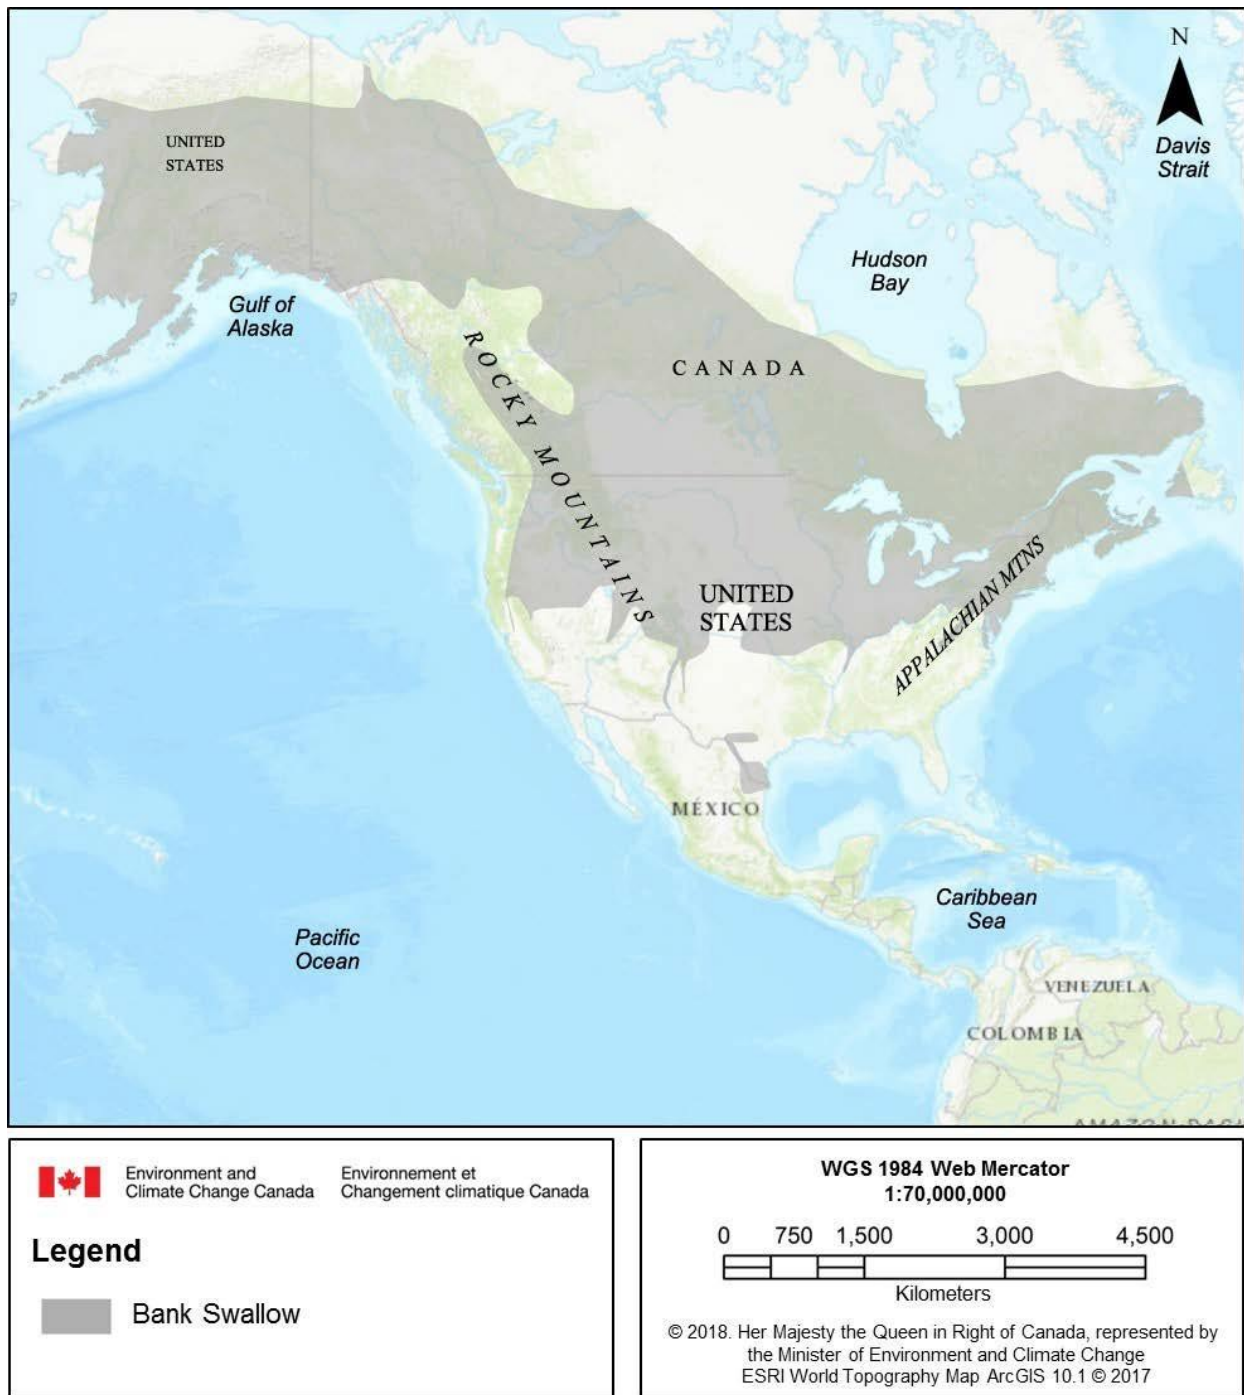 N
Davis
Strait
UNITED
STATES
Hudson
Bay
Gulf of
Alaska
ROCKY MOUNTAINS
CANADA
UNITED
STATES
APPALACHIAN MTNS
MÉXICO
Caribbean
Sea
Pacific
Ocean
VENEZUELA
COLOMBIA
Environment and
Climate Change Canada
Environnement et
Changement climatique Canada
Legend
Bank Swallow
WGS 1984 Web Mercator
1:70,000,000
0 750 1,500 3,000 4,500
Kilometers
© 2018. Her Majesty the Queen in Right of Canada, represented by
the Minister of Environment and Climate Change
ESRI World Topography Map ArcGIS 10.1 © 2017